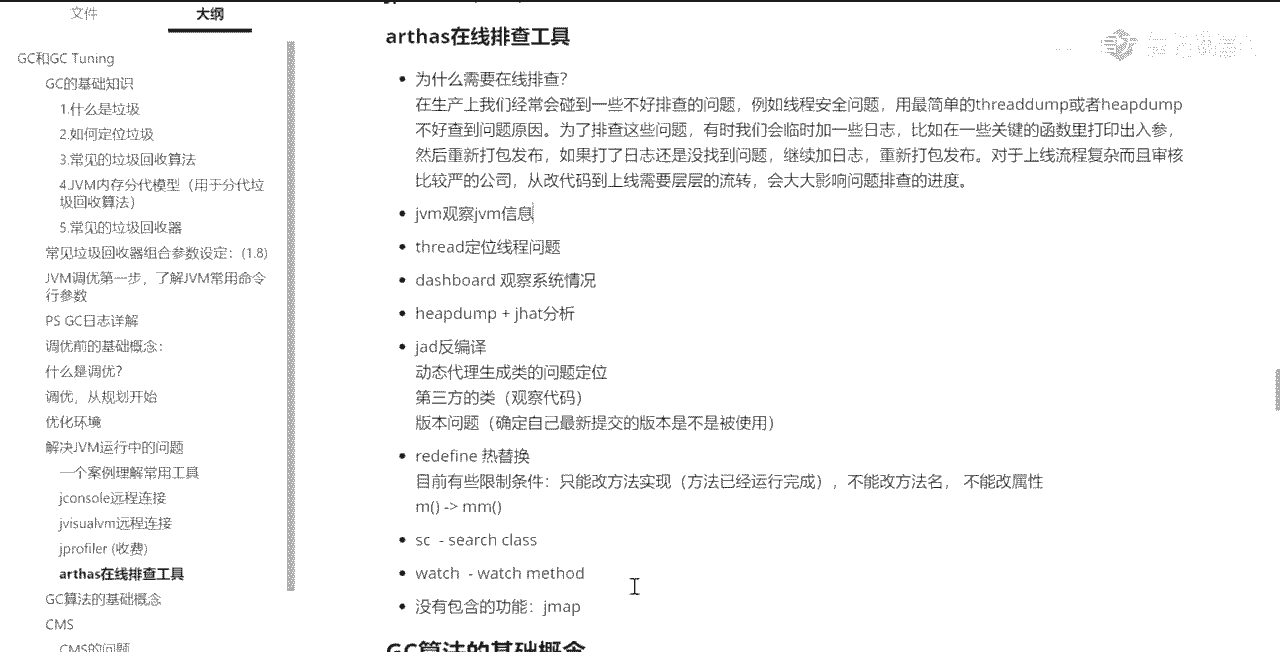 文件
大纲
GC和GC Tuning
GC的基础知识
1.什么是垃圾
2.如何定位垃圾
3.常见的垃圾回收算法
4.JVM内存分代模型（用于分代垃
圾回收算法）
5.常见的垃圾回收器
常见垃圾回收器组合参数设定：(1.8)
JVM调优第一步，了解JVM常用命令
行参数
PS GC日志详解
调优前的基础概念：
什么是调优？
调优，从规划开始
优化环境
解决JVM运行中的问题
一个案例理解常用工具
jconsole远程连接
jvisualvm远程连接
jprofiler (收费)
arthas在线排查工具
GC算法的基础概念
CMS
CMS的问题
arthas在线排查工具
为什么需要在线排查？
在生产上我们经常会碰到一些不好排查的问题，例如线程安全问题，用最简单的threaddump或者heapdump
不好查到问题原因。为了排查这些问题，有时我们会临时加一些日志，比如在一些关键的函数里打印出入参，
然后重新打包发布，如果打了日志还是没找到问题，继续加日志，重新打包发布。对于上线流程复杂而且审核
比较严的公司，从改代码到上线需要层层的流转，会大大影响问题排查的进度。
jvm观察jvm信息
thread定位线程问题
dashboard 观察系统情况
heapdump + jhat分析
jad反编译
动态代理生成类的问题定位
第三方的类（观察代码）
版本问题（确定自己最新提交的版本是不是被使用）
redefine 热替换
目前有些限制条件：只能改方法实现（方法已经运行完成），不能改方法名， 不能改属性
m() -> mm()
sc - search class
watch - watch method
没有包含的功能：jmap
GC算法的基础概念